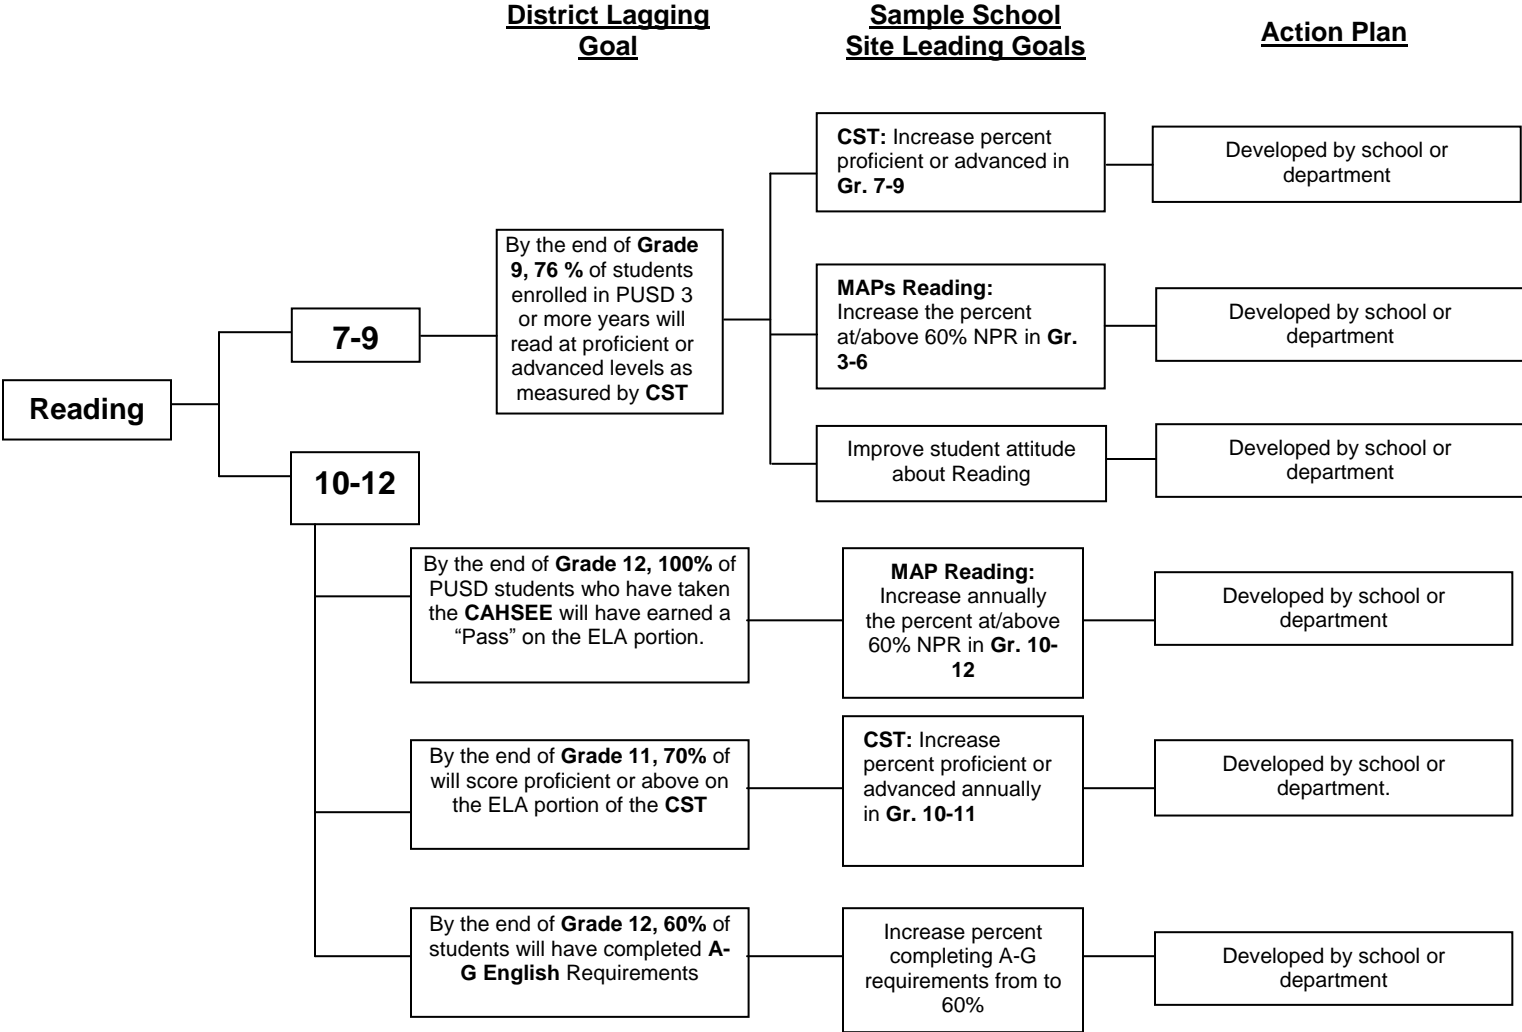 District Lagging
Goal
Sample School
Site Leading Goals
Action Plan
Reading
7-9
By the end of Grade
9, 76 % of students
enrolled in PUSD 3
or more years will
read at proficient or
advanced levels as
measured by CST
CST: Increase percent
proficient or advanced in
Gr. 7-9
Developed by school or
department
MAPs Reading:
Increase the percent
at/above 60% NPR in Gr.
3-6
Developed by school or
department
Improve student attitude
about Reading
Developed by school or
department
10-12
By the end of Grade 12, 100% of
PUSD students who have taken
the CAHSEE will have earned a
“Pass” on the ELA portion.
MAP Reading:
Increase annually
the percent at/above
60% NPR in Gr. 10-
12
Developed by school or
department
By the end of Grade 11, 70% of
will score proficient or above on
the ELA portion of the CST
CST: Increase
percent proficient or
advanced annually
in Gr. 10-11
Developed by school or
department.
By the end of Grade 12, 60% of
students will have completed A-
G English Requirements
Increase percent
completing A-G
requirements from to
60%
Developed by school or
department